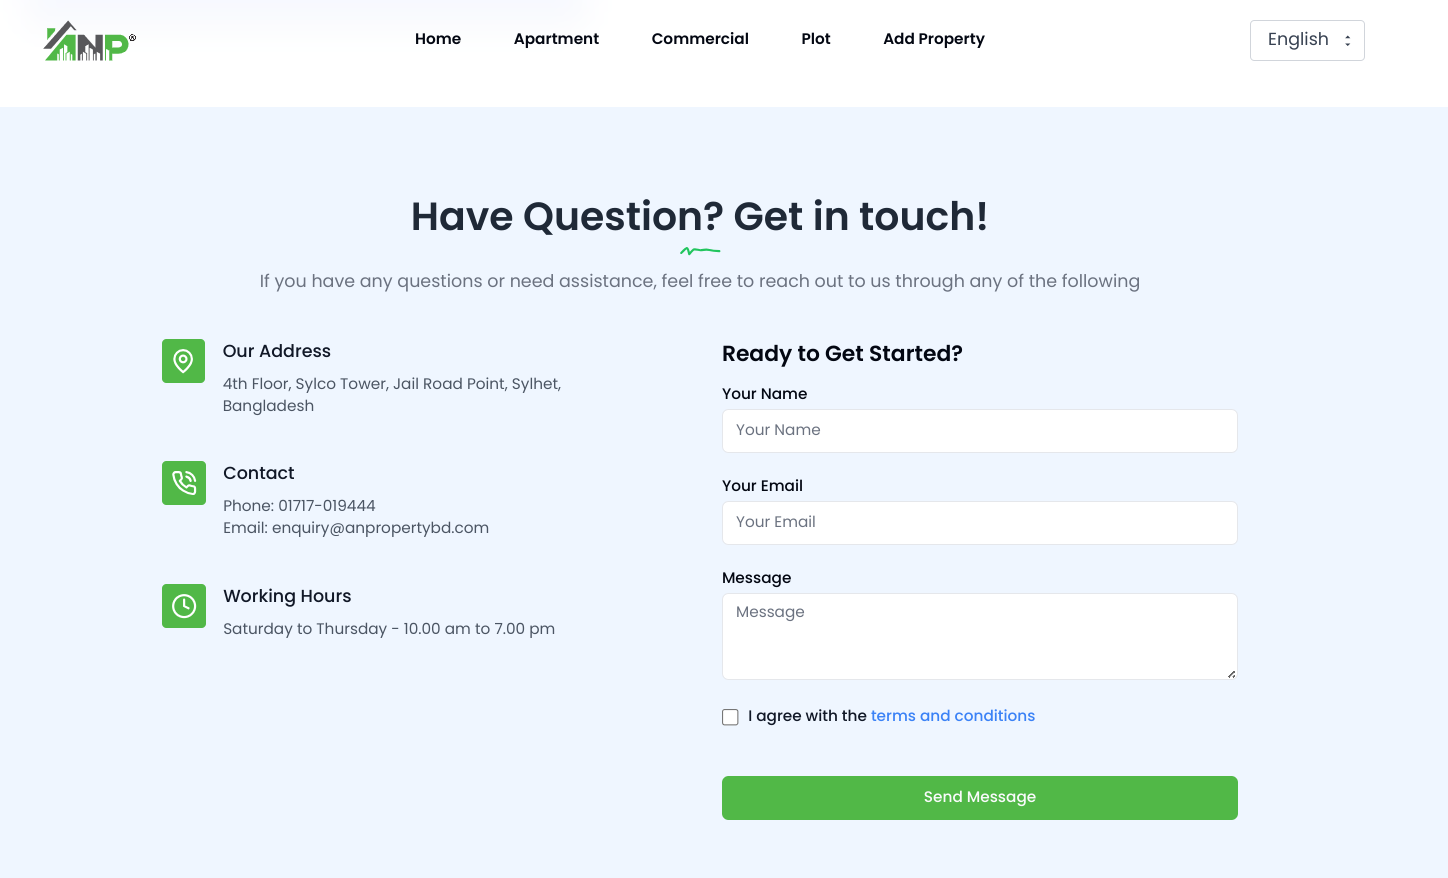 ANP®
Home
Apartment
Commercial
Plot
Add Property
English
Have Question? Get in touch!
If you have any questions or need assistance, feel free to reach out to us through any of the following
Our Address
4th Floor, Sylco Tower, Jail Road Point, Sylhet,
Bangladesh
Contact
Phone: 01717-019444
Email: enquiry@anpropertybd.com
Working Hours
Saturday to Thursday - 10.00 am to 7.00 pm
Ready to Get Started?
Your Name
Your Name
Your Email
Your Email
Message
Message
I agree with the terms and conditions
Send Message